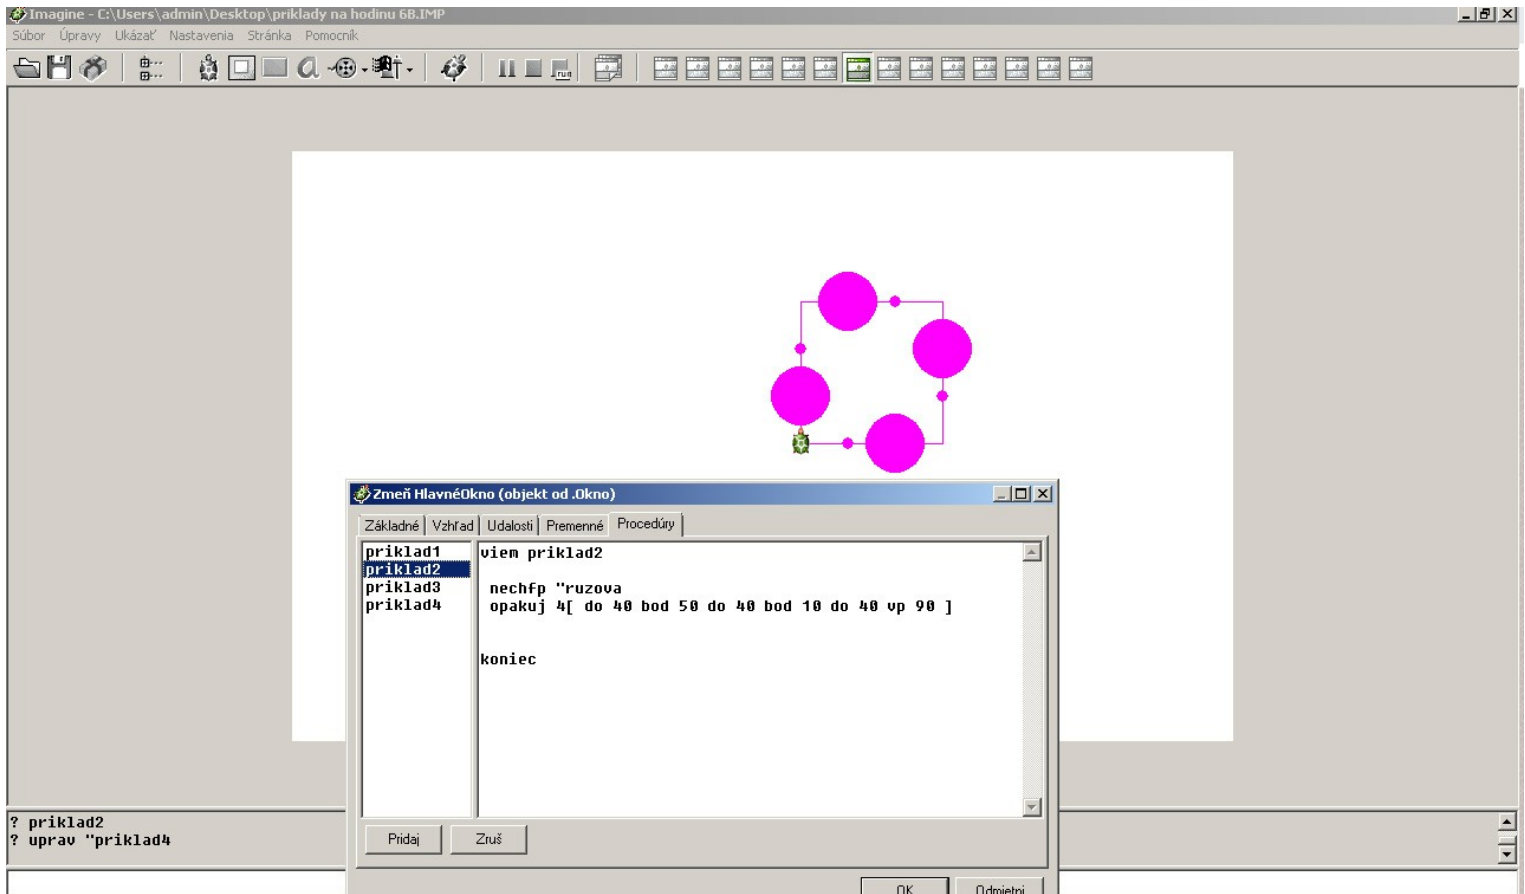 Imagine - C:\Users\admin\Desktop\priklady na hodinu 6B.IMP
Súbor Úpravy Ukázať Nastavenia Stránka Pomocník
run
Zmeň HlavnéOkno (objekt od .Okno)
Základné Vzhľad Udalosti Premenné Procedúry
priklad1
priklad2
priklad3
priklad4
viem priklad2
nechfp "ruzova
opakuj 4[ do 40 bod 50 do 40 bod 10 do 40 vp 90 ]
koniec
Pridaj Zruš
OK Odmietni
? priklad2
? uprav "priklad4